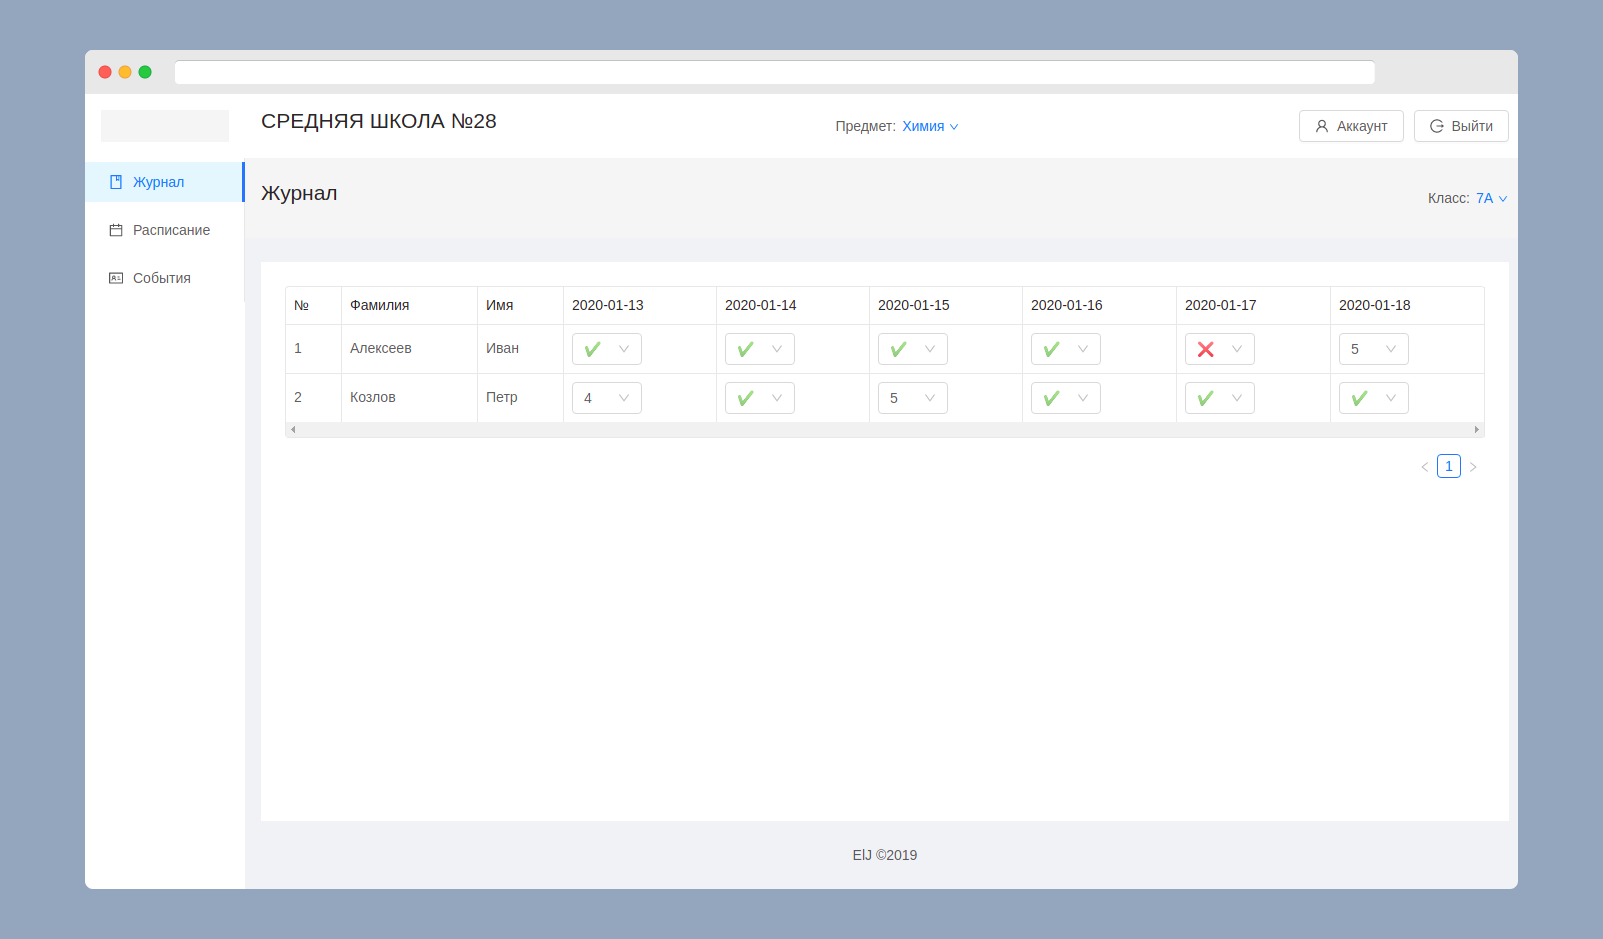 СРЕДНЯЯ ШКОЛА №28
Предмет: Химия
Аккаунт
Выйти
Журнал
Расписание
События
Журнал
Класс: 7А
№ Фамилия Имя 2020-01-13 2020-01-14 2020-01-15 2020-01-16 2020-01-17 2020-01-18
1 Алексеев Иван ✔ ✔ ✔ ✔ ❌ 5
2 Козлов Петр 4 ✔ 5 ✔ ✔ ✔
1
ElJ ©2019